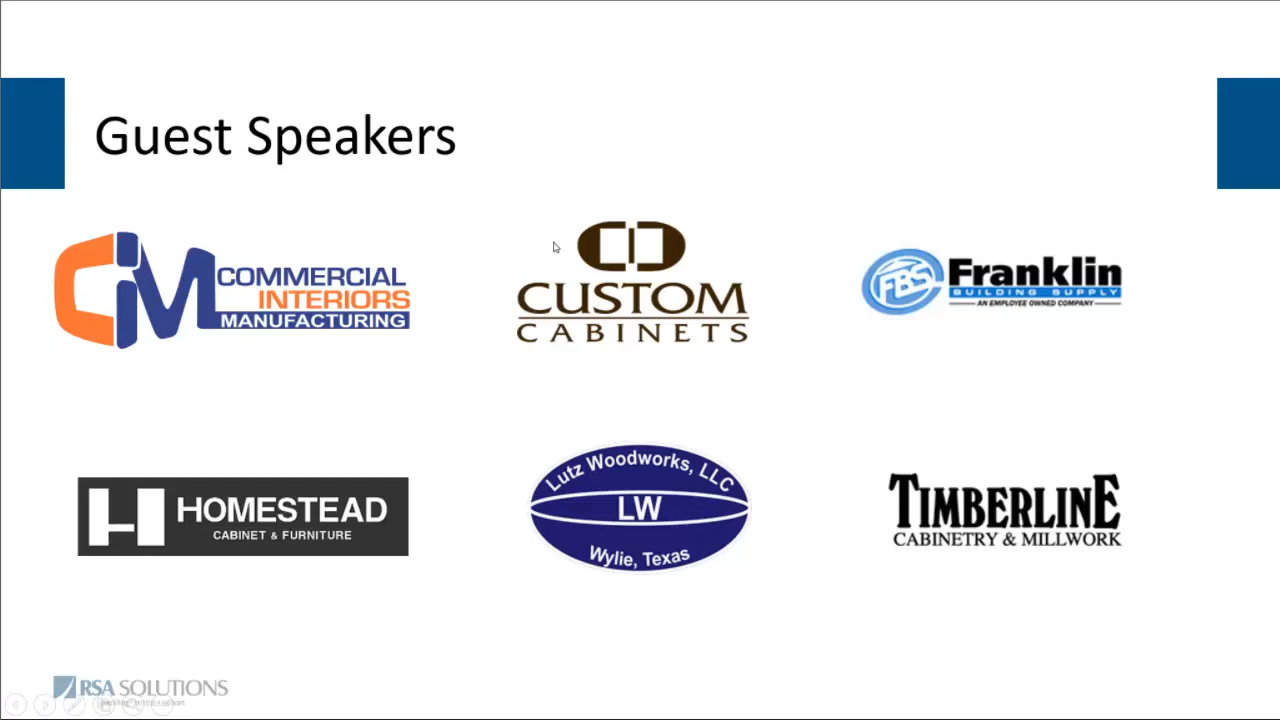 Guest Speakers
CIM
COMMERCIAL
INTERIORS
MANUFACTURING
CUSTOM
CABINETS
FBS
Franklin
BUILDING SUPPLY
AN EMPLOYEE OWNED COMPANY
HOMESTEAD
CABINET & FURNITURE
Lutz Woodworks, LLC
LW
Wylie, Texas
TIMBERLINE
CABINETRY & MILLWORK
RSA SOLUTIONS